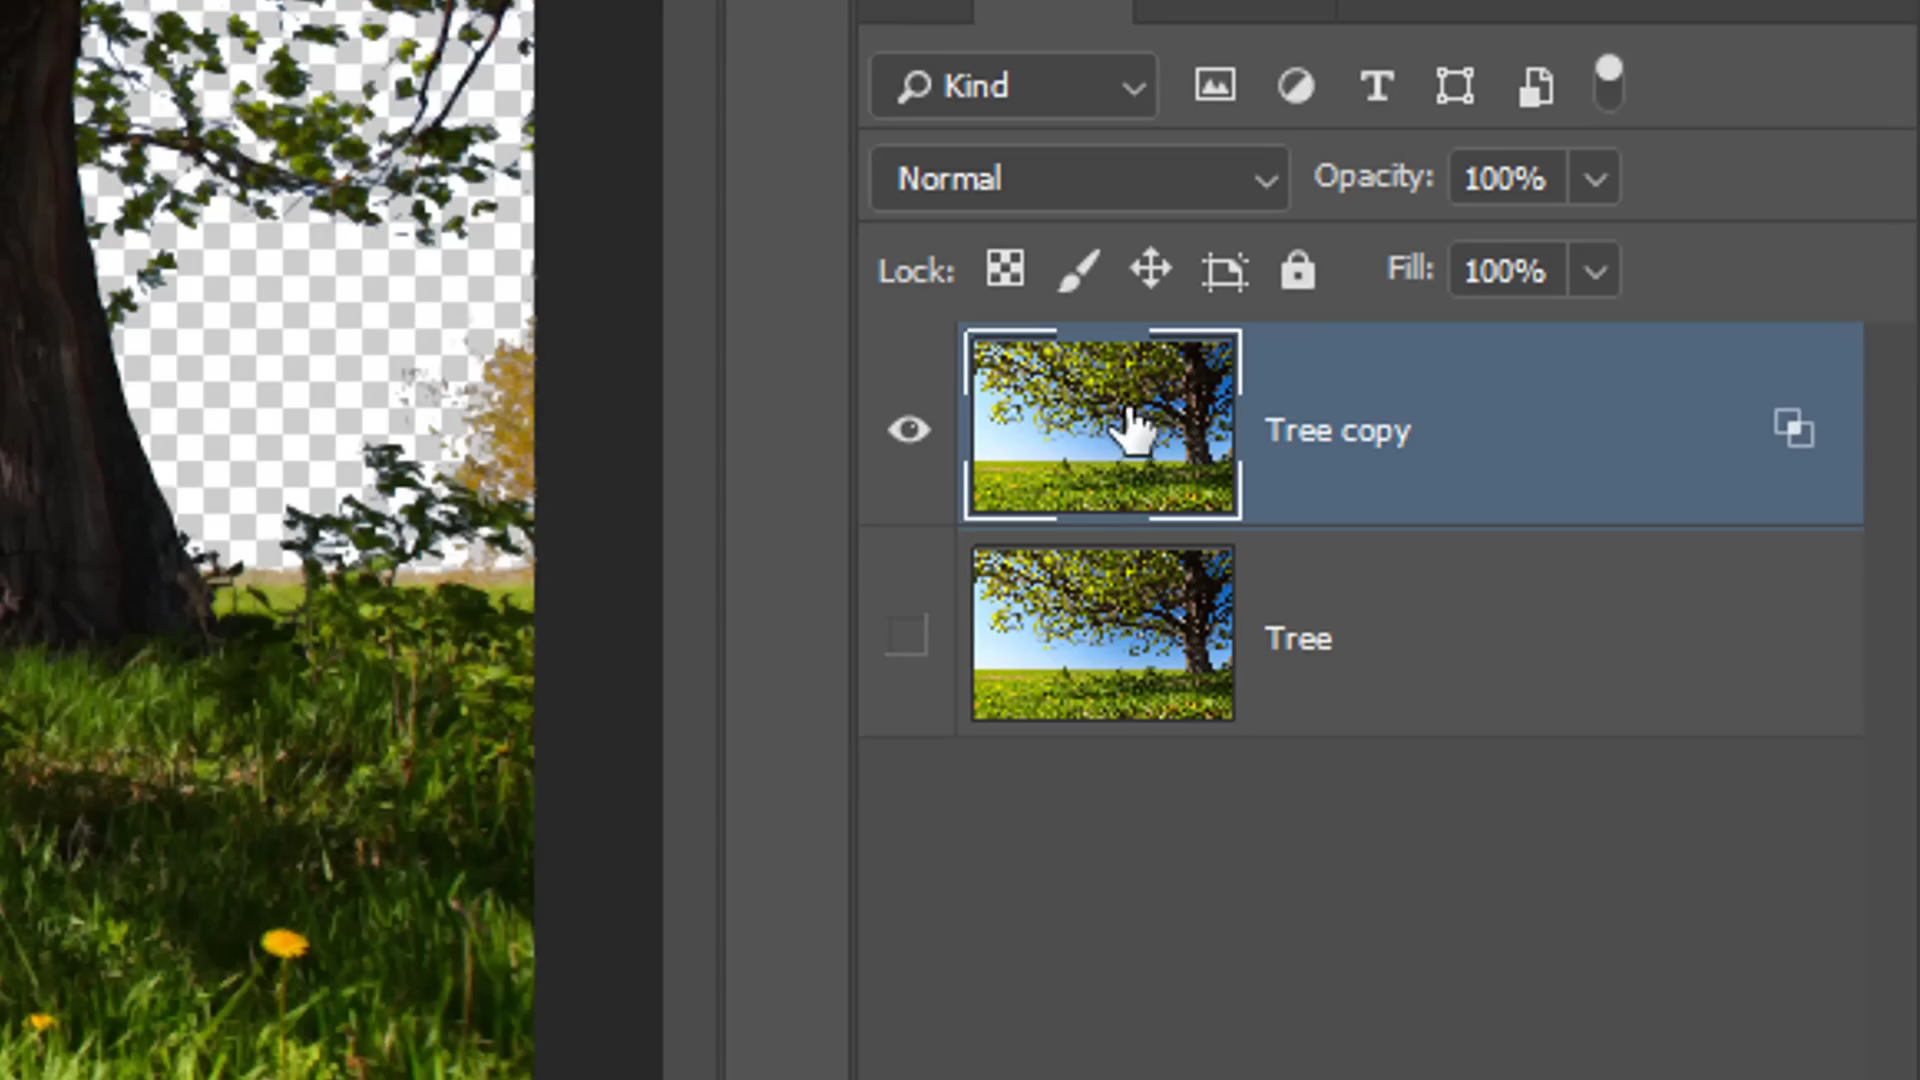 Kind
Normal
Opacity: 100%
Lock:
Fill: 100%
Tree copy
Tree